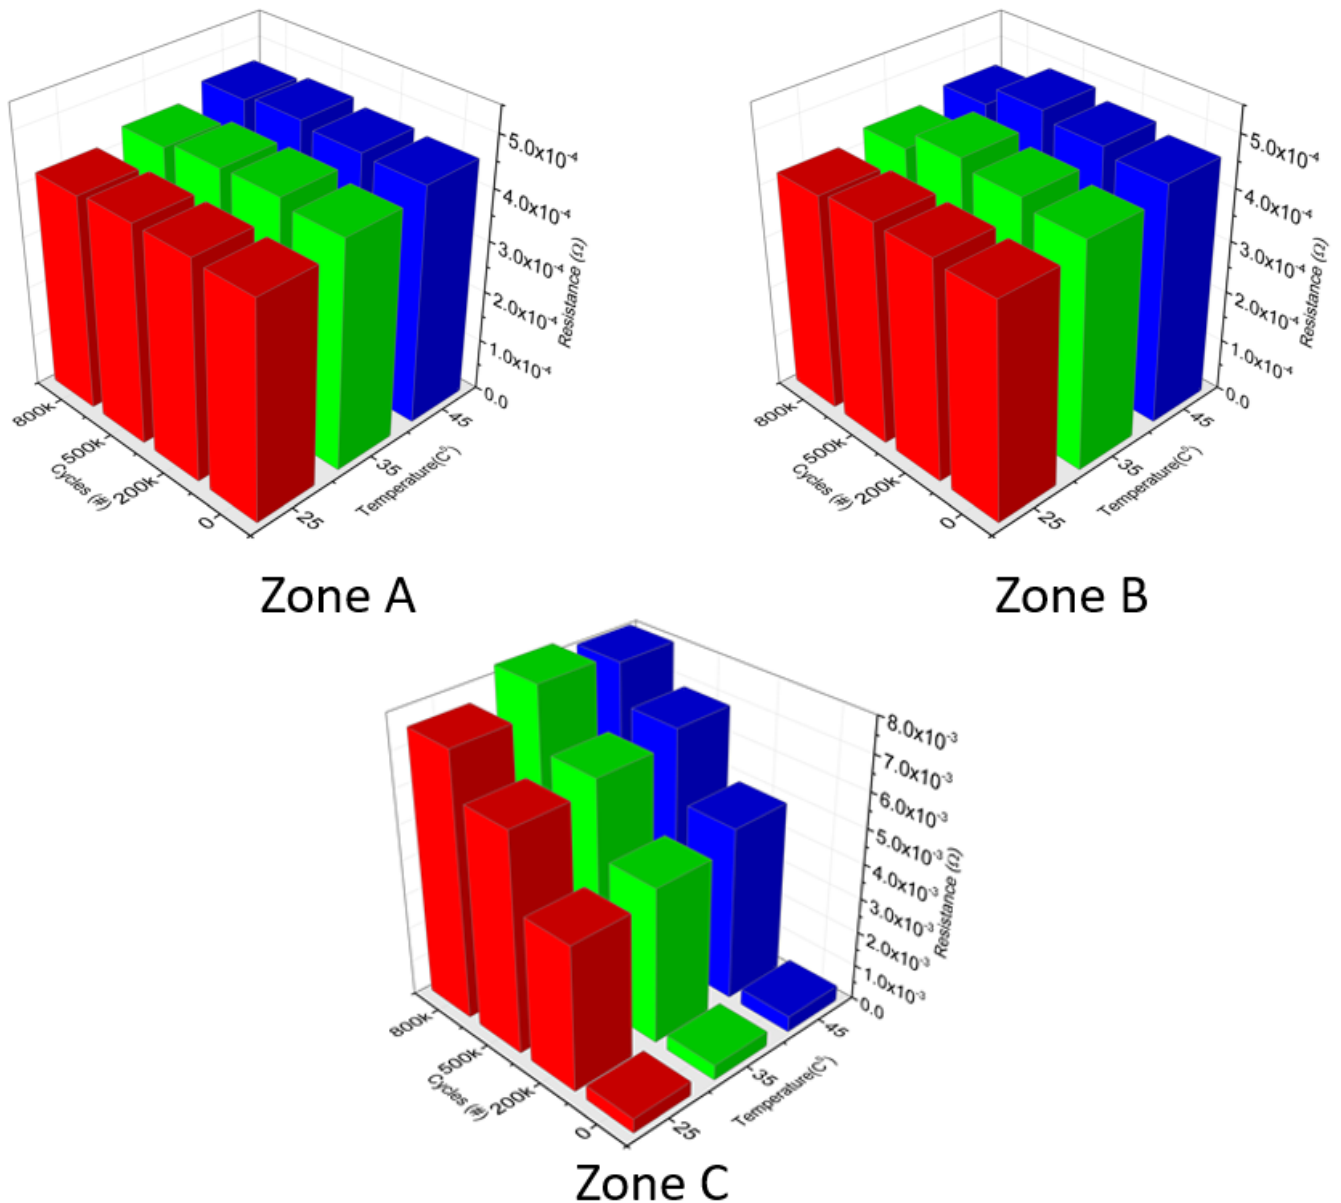 5.0x10⁻⁴
4.0x10⁻⁴
3.0x10⁻⁴
2.0x10⁻⁴
1.0x10⁻⁴
0.0
Resistance (Ω)
800k
500k
200k
0
Cycles (#)
45
35
25
Temperature(C⁵)
Zone A
5.0x10⁻⁴
4.0x10⁻⁴
3.0x10⁻⁴
2.0x10⁻⁴
1.0x10⁻⁴
0.0
Resistance (Ω)
800k
500k
200k
0
Cycles (#)
45
35
25
Temperature(C⁵)
Zone B
8.0x10⁻³
7.0x10⁻³
6.0x10⁻³
5.0x10⁻³
4.0x10⁻³
3.0x10⁻³
2.0x10⁻³
1.0x10⁻³
0.0
Resistance (Ω)
800k
500k
200k
0
Cycles (#)
45
35
25
Temperature(C⁵)
Zone C